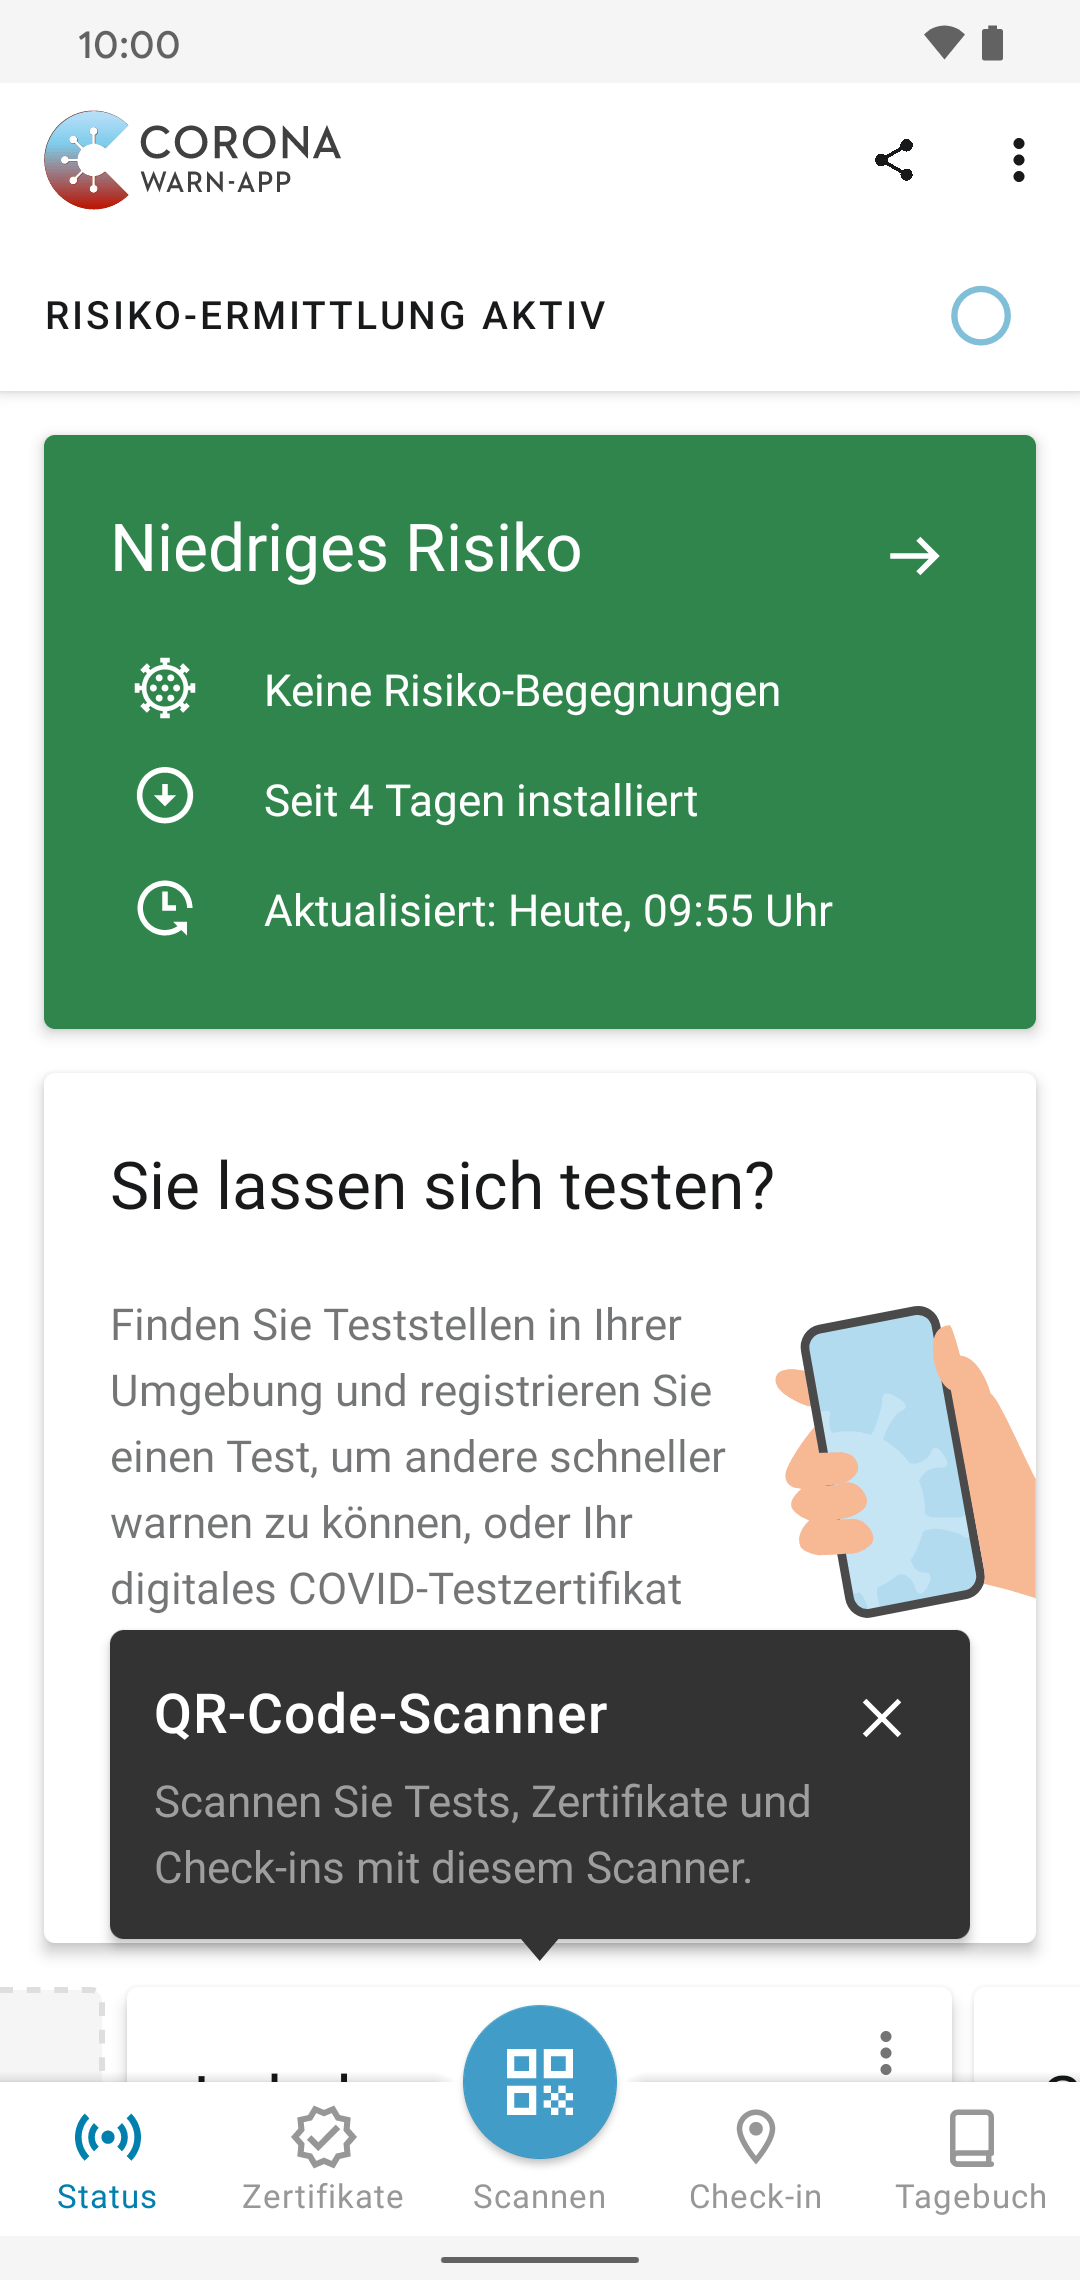 10:00
CORONA
WARN-APP
RISIKO-ERMITTLUNG AKTIV
Niedriges Risiko
Keine Risiko-Begegnungen
Seit 4 Tagen installiert
Aktualisiert: Heute, 09:55 Uhr
Sie lassen sich testen?
Finden Sie Teststellen in Ihrer
Umgebung und registrieren Sie
einen Test, um andere schneller
warnen zu können, oder Ihr
digitales COVID-Testzertifikat
QR-Code-Scanner
Scannen Sie Tests, Zertifikate und
Check-ins mit diesem Scanner.
Status
Zertifikate
Scannen
Check-in
Tagebuch